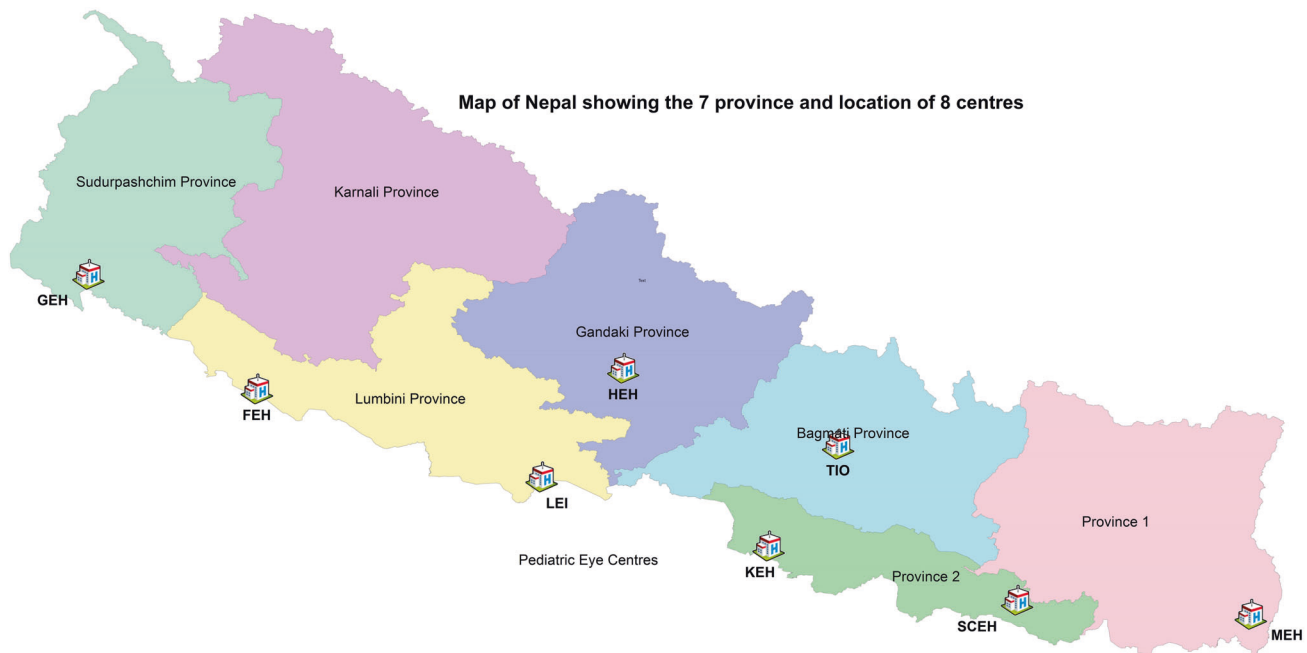 Map of Nepal showing the 7 province and location of 8 centres
Sudurpashchim Province
Karnali Province
GEH
Text
Gandaki Province
HEH
FEH
Lumbini Province
Bagmati Province
TIO
LEI
Province 1
Pediatric Eye Centres
KEH
Province 2
SCEH
MEH
H
H
H
H
H
H
H
H